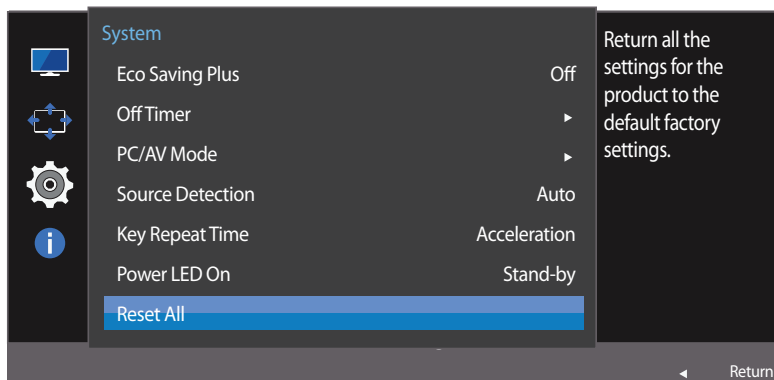 System
Eco Saving Plus Off
Off Timer ►
PC/AV Mode ►
Source Detection Auto
Key Repeat Time Acceleration
Power LED On Stand-by
Reset All
Return all the
settings for the
product to the
default factory
settings.
◄ Return